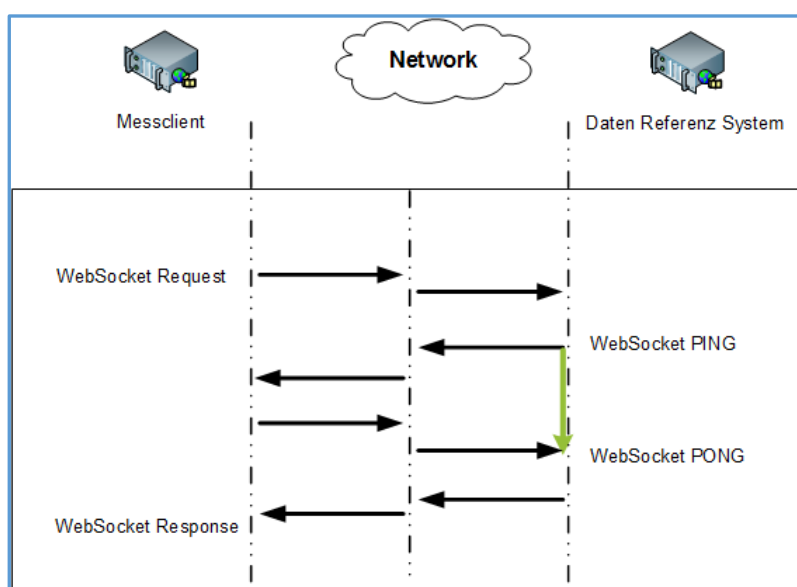 Network
Messclient
Daten Referenz System
WebSocket Request
WebSocket PING
WebSocket PONG
WebSocket Response